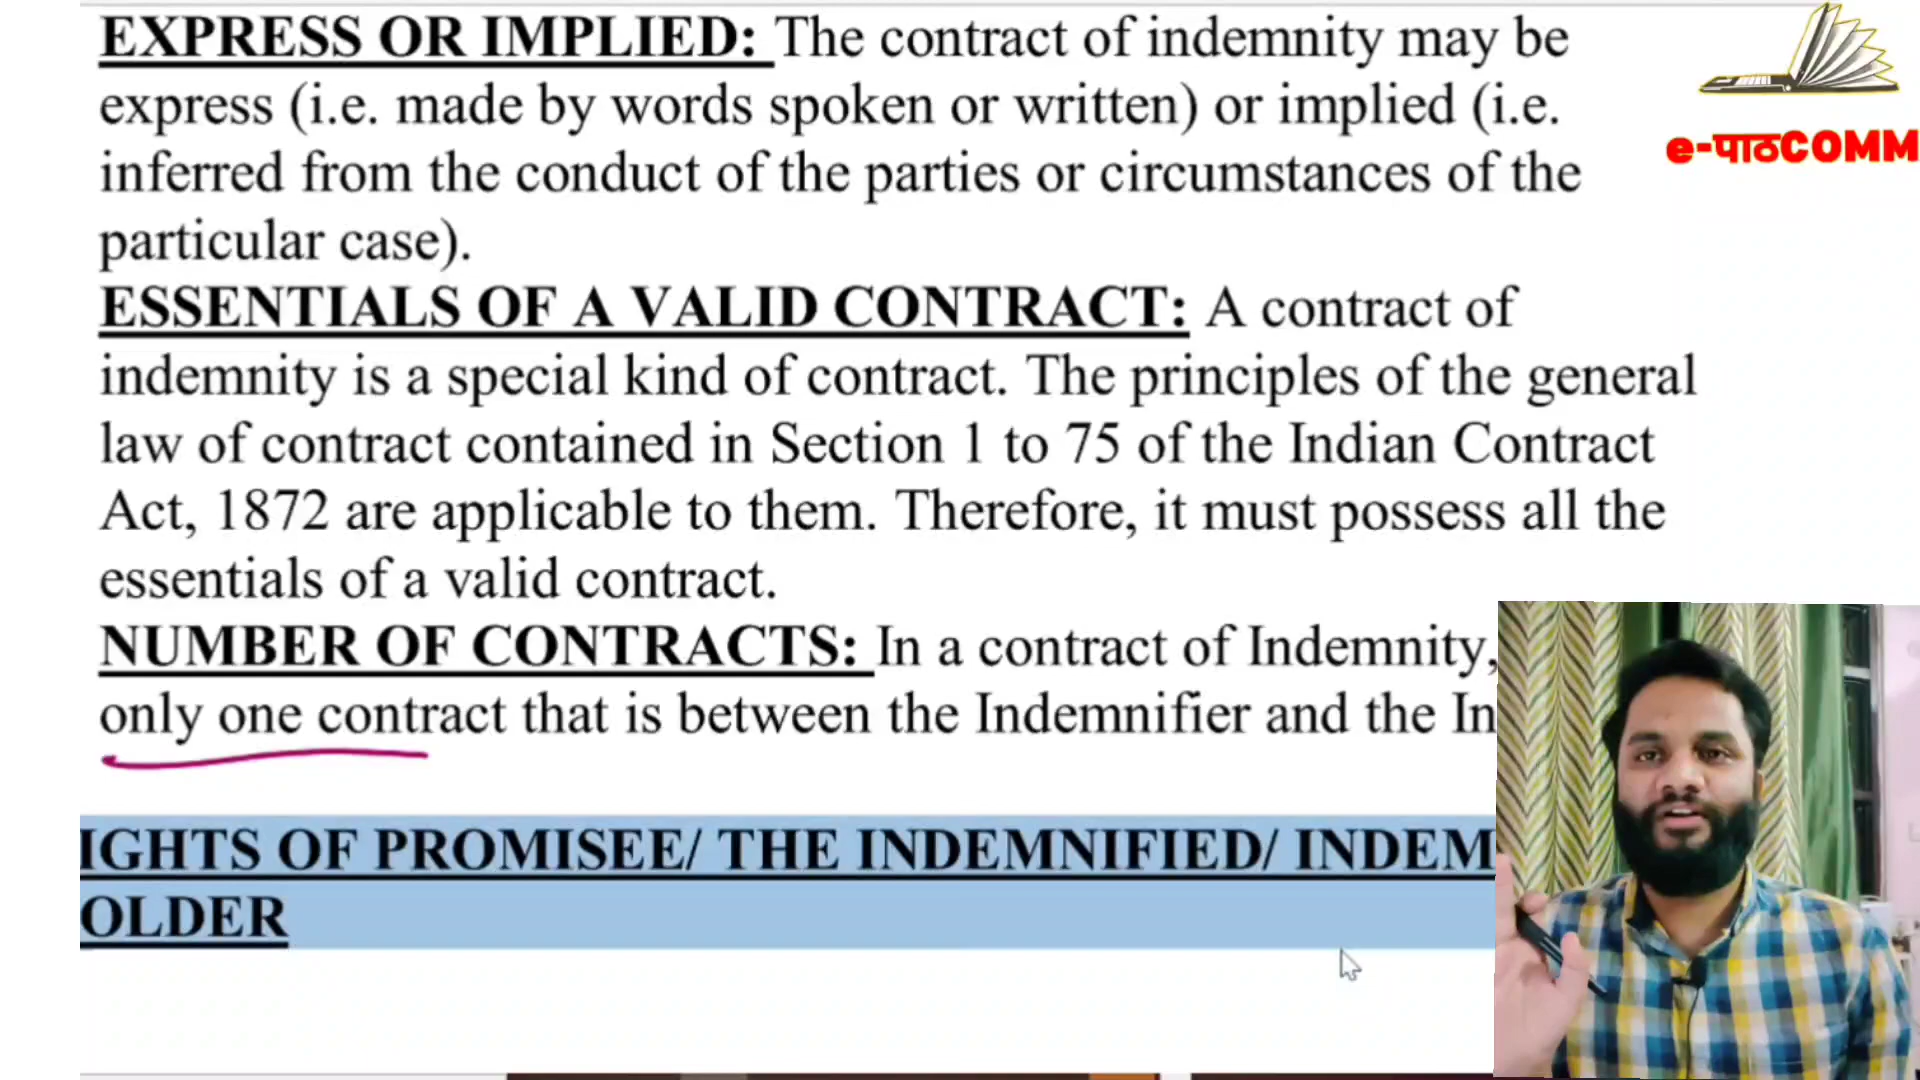 EXPRESS OR IMPLIED: The contract of indemnity may be
express (i.e. made by words spoken or written) or implied (i.e.
inferred from the conduct of the parties or circumstances of the
particular case).
ESSENTIALS OF A VALID CONTRACT: A contract of
indemnity is a special kind of contract. The principles of the general
law of contract contained in Section 1 to 75 of the Indian Contract
Act, 1872 are applicable to them. Therefore, it must possess all the
essentials of a valid contract.
NUMBER OF CONTRACTS: In a contract of Indemnity,
only one contract that is between the Indemnifier and the In
IGHTS OF PROMISEE/ THE INDEMNIFIED/ INDEM
OLDER
e-पाठCOMM